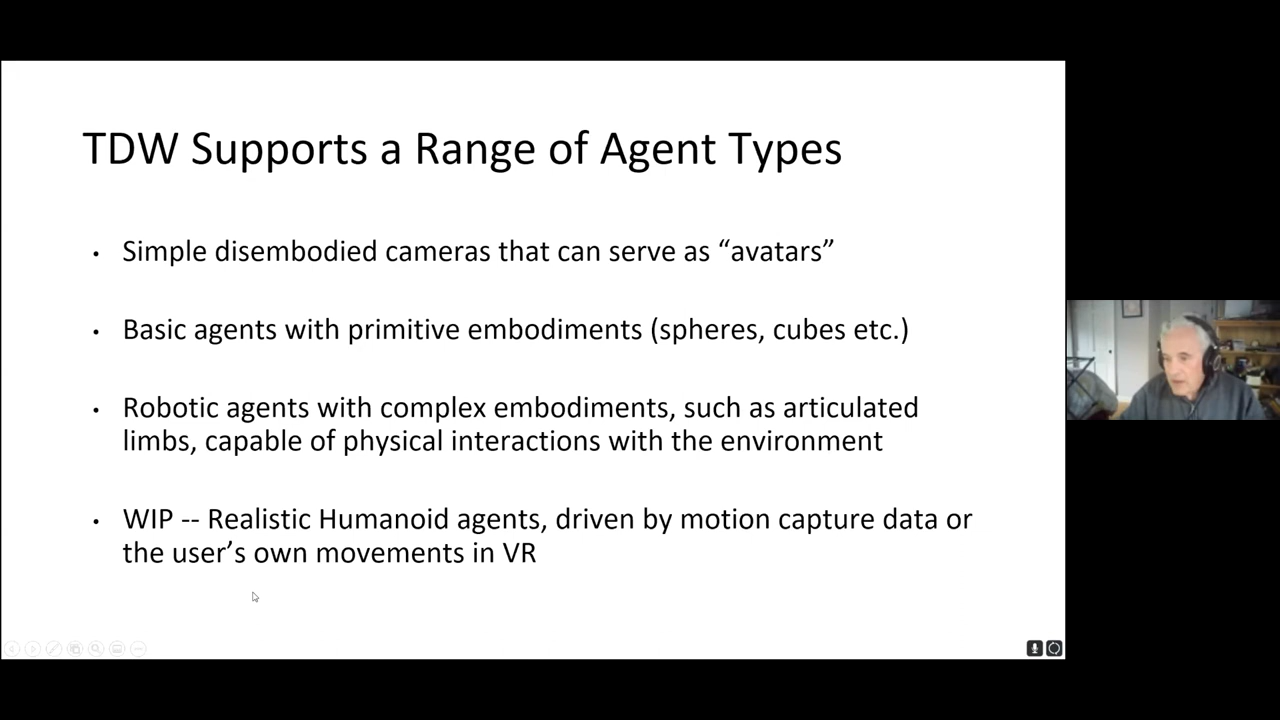 TDW Supports a Range of Agent Types
• Simple disembodied cameras that can serve as “avatars”
• Basic agents with primitive embodiments (spheres, cubes etc.)
• Robotic agents with complex embodiments, such as articulated
limbs, capable of physical interactions with the environment
• WIP -- Realistic Humanoid agents, driven by motion capture data or
the user’s own movements in VR